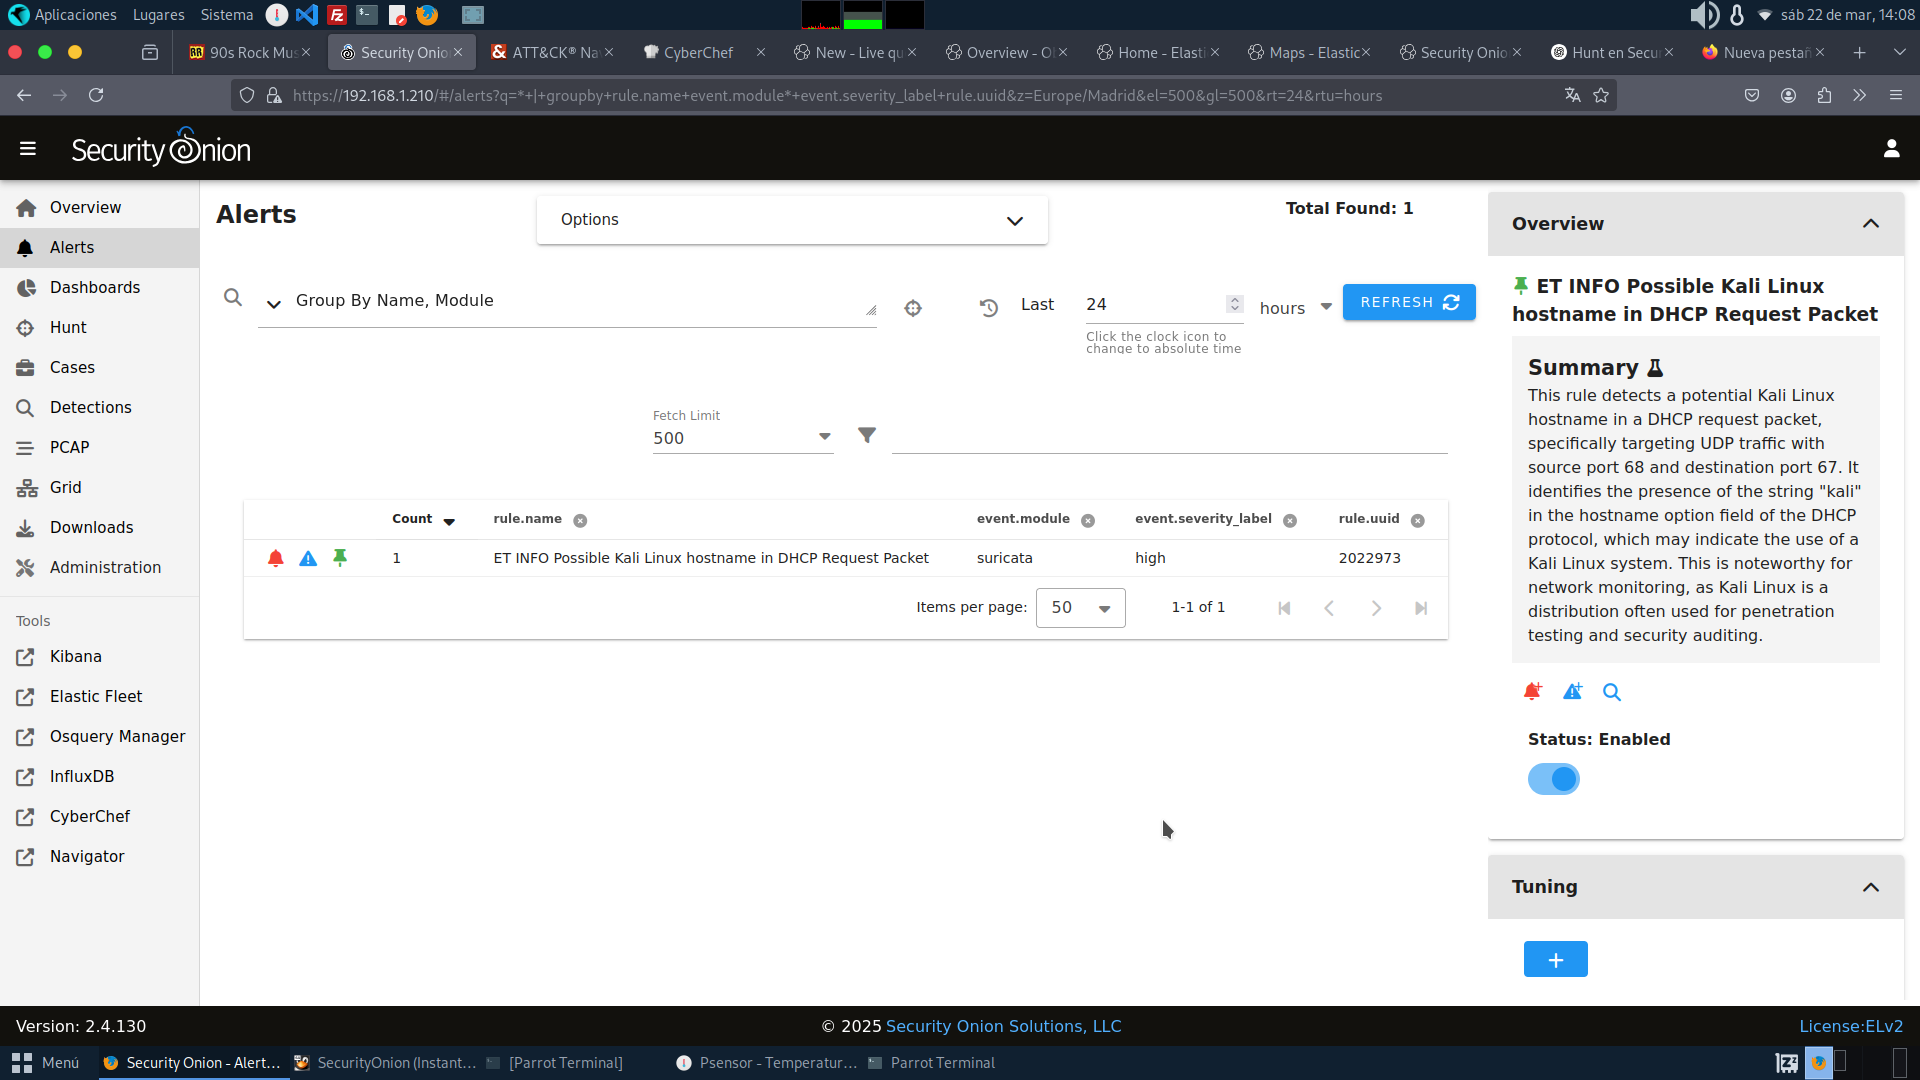 Aplicaciones Lugares Sistema sáb 22 de mar, 14:08
90s Rock Mus Security Onio ATT&CK® Na CyberChef New - Live qu Overview - O Home - Elasti Maps - Elastic Security Onio Hunt en Secur Nueva pestañ
https://192.168.1.210/#/alerts?q=*+|+groupby+rule.name+event.module*+event.severity_label+rule.uuid&z=Europe/Madrid&el=500&gl=500&rt=24&rtu=hours
Security Onion
Overview
Alerts
Dashboards
Hunt
Cases
Detections
PCAP
Grid
Downloads
Administration
Tools
Kibana
Elastic Fleet
Osquery Manager
InfluxDB
CyberChef
Navigator
Alerts
Options
Total Found: 1
Group By Name, Module
Last 24 hours REFRESH
Click the clock icon to
change to absolute time
Fetch Limit
500
Count rule.name event.module event.severity_label rule.uuid
1 ET INFO Possible Kali Linux hostname in DHCP Request Packet suricata high 2022973
Items per page: 50 1-1 of 1
Overview
ET INFO Possible Kali Linux
hostname in DHCP Request Packet
Summary
This rule detects a potential Kali Linux
hostname in a DHCP request packet,
specifically targeting UDP traffic with
source port 68 and destination port 67. It
identifies the presence of the string "kali"
in the hostname option field of the DHCP
protocol, which may indicate the use of a
Kali Linux system. This is noteworthy for
network monitoring, as Kali Linux is a
distribution often used for penetration
testing and security auditing.
Status: Enabled
Tuning
+
Version: 2.4.130 © 2025 Security Onion Solutions, LLC License:ELv2
Menú Security Onion - Alert... SecurityOnion (Instant... [Parrot Terminal] Psensor - Temperatur... Parrot Terminal